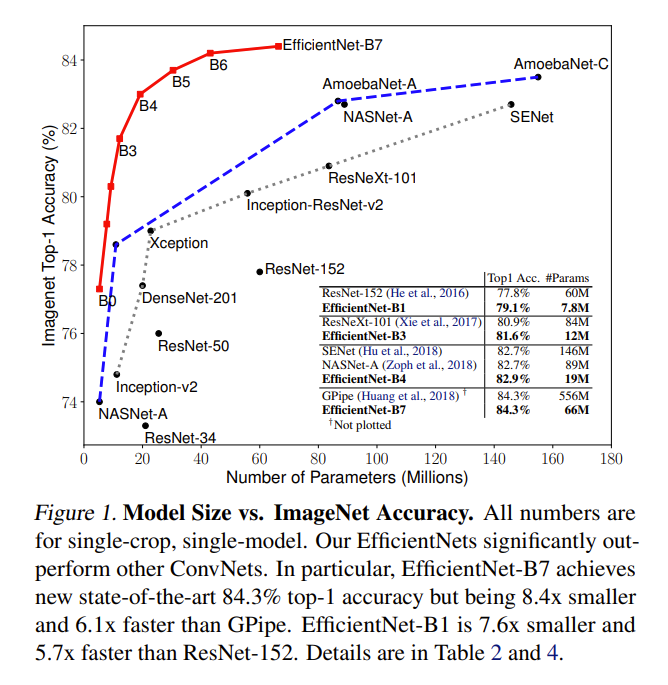 EfficientNet-B7
84
AmoebaNet-C
B6
B5
AmoebaNet-A
B4
NASNet-A
SENet
82
B3
ResNeXt-101
80
Inception-ResNet-v2
Xception
78
ResNet-152
B0
DenseNet-201
76
ResNet-50
Inception-v2
74
NASNet-A
ResNet-34
Imagenet Top-1 Accuracy (%)
0 20 40 60 80 100 120 140 160 180
Number of Parameters (Millions)
Top1 Acc. #Params
ResNet-152 (He et al., 2016) 77.8% 60M
EfficientNet-B1 79.1% 7.8M
ResNeXt-101 (Xie et al., 2017) 80.9% 84M
EfficientNet-B3 81.6% 12M
SENet (Hu et al., 2018) 82.7% 146M
NASNet-A (Zoph et al., 2018) 82.7% 89M
EfficientNet-B4 82.9% 19M
GPipe (Huang et al., 2018) † 84.3% 556M
EfficientNet-B7 84.3% 66M
†Not plotted
Figure 1. Model Size vs. ImageNet Accuracy. All numbers are
for single-crop, single-model. Our EfficientNets significantly out-
perform other ConvNets. In particular, EfficientNet-B7 achieves
new state-of-the-art 84.3% top-1 accuracy but being 8.4x smaller
and 6.1x faster than GPipe. EfficientNet-B1 is 7.6x smaller and
5.7x faster than ResNet-152. Details are in Table 2 and 4.